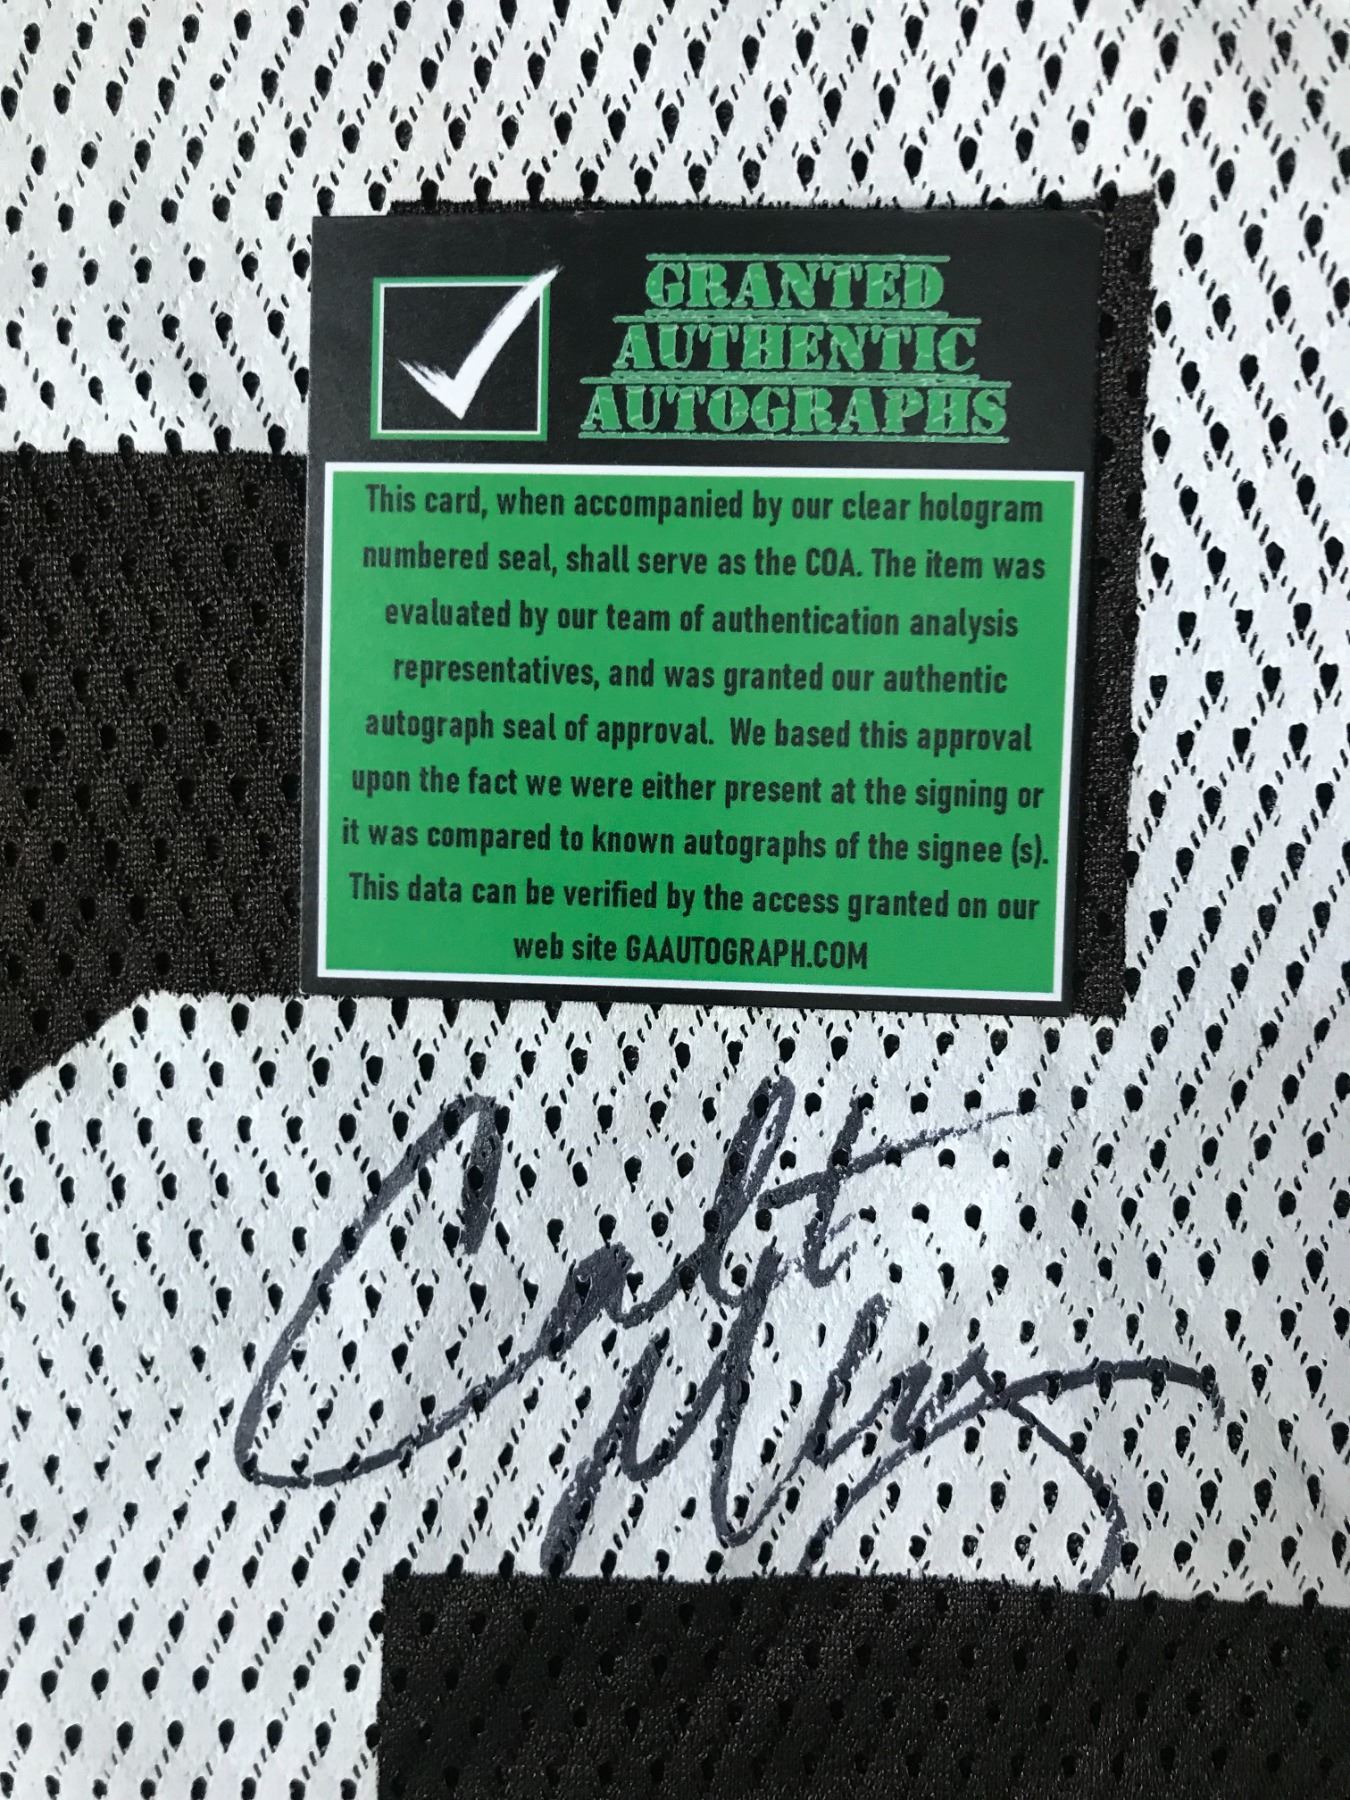 GRANTED
AUTHENTIC
AUTOGRAPHS
This card, when accompanied by our clear hologram
numbered seal, shall serve as the COA. The item was
evaluated by our team of authentication analysis
representatives, and was granted our authentic
autograph seal of approval. We based this approval
upon the fact we were either present at the signing or
it was compared to known autographs of the signee (s).
This data can be verified by the access granted on our
web site GAAUTOGRAPH.COM